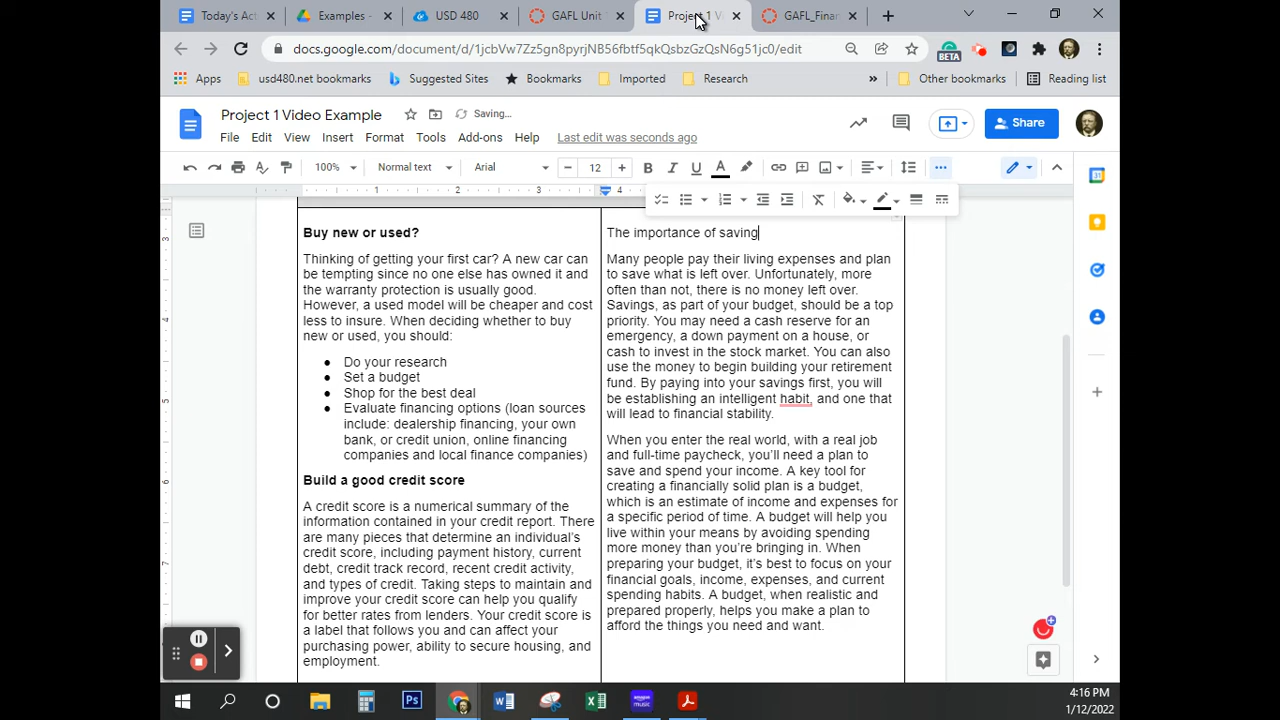 Today's Act
Examples -
USD 480
GAFL Unit
Project 1 Vi
GAFL_Finar
docs.google.com/document/d/1jcbVw7Zz5gn8pyrjNB56fbtf5qkQsbzGzQsN6g51jc0/edit
BETA
Apps
usd480.net bookmarks
Suggested Sites
Bookmarks
Imported
Research
»
Other bookmarks
Reading list
Project 1 Video Example
Saving...
File Edit View Insert Format Tools Add-ons Help Last edit was seconds ago
Share
100% Normal text Arial 12 B I U A
1 2 3 4
Buy new or used?
Thinking of getting your first car? A new car can
be tempting since no one else has owned it and
the warranty protection is usually good.
However, a used model will be cheaper and cost
less to insure. When deciding whether to buy
new or used, you should:
● Do your research
● Set a budget
● Shop for the best deal
● Evaluate financing options (loan sources
include: dealership financing, your own
bank, or credit union, online financing
companies and local finance companies)
Build a good credit score
A credit score is a numerical summary of the
information contained in your credit report. There
are many pieces that determine an individual's
credit score, including payment history, current
debt, credit track record, recent credit activity,
and types of credit. Taking steps to maintain and
improve your credit score can help you qualify
for better rates from lenders. Your credit score is
a label that follows you and can affect your
purchasing power, ability to secure housing, and
employment.
The importance of saving
Many people pay their living expenses and plan
to save what is left over. Unfortunately, more
often than not, there is no money left over.
Savings, as part of your budget, should be a top
priority. You may need a cash reserve for an
emergency, a down payment on a house, or
cash to invest in the stock market. You can also
use the money to begin building your retirement
fund. By paying into your savings first, you will
be establishing an intelligent habit, and one that
will lead to financial stability.
When you enter the real world, with a real job
and full-time paycheck, you'll need a plan to
save and spend your income. A key tool for
creating a financially solid plan is a budget,
which is an estimate of income and expenses for
a specific period of time. A budget will help you
live within your means by avoiding spending
more money than you're bringing in. When
preparing your budget, it's best to focus on your
financial goals, income, expenses, and current
spending habits. A budget, when realistic and
prepared properly, helps you make a plan to
afford the things you need and want.
3
4
5
6
7
Ps
amazon music
4:16 PM
1/12/2022